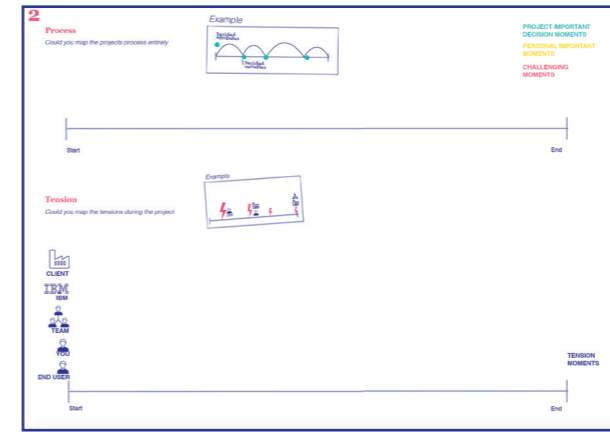 2
Process
Could you map the projects process entirely
Example
PROJECT IMPORTANT
DECISION MOMENTS
PERSONAL IMPORTANT
MOMENTS
CHALLENGING
MOMENTS
Start
End
Tension
Could you map the tensions during the project
Example
CLIENT
IBM
IBM
TEAM
YOU
END USER
TENSION
MOMENTS
Start
End